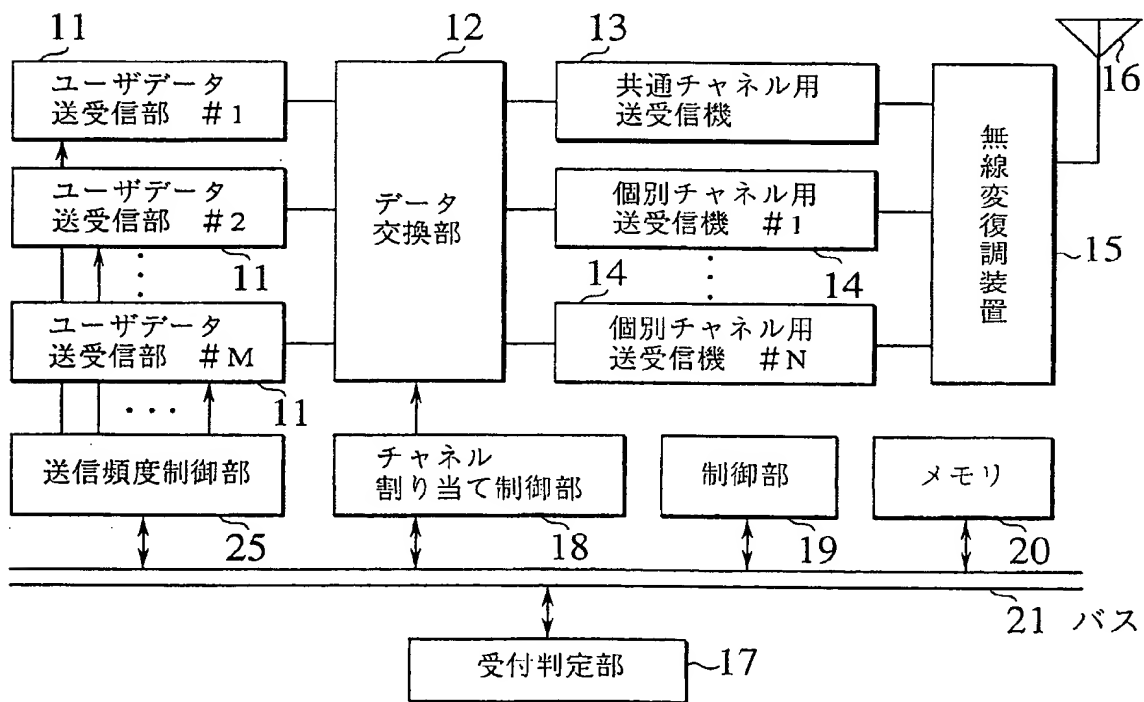 11
ユーザデータ
送受信部 #1
12
データ
交換部
13
共通チャネル用
送受信機
16
ユーザデータ
送受信部 #2
11
個別チャネル用
送受信機 #1
14
無線変復調装置
15
ユーザデータ
送受信部 #M
11
14
個別チャネル用
送受信機 #N
送信頻度制御部
25
チャネル
割り当て制御部
18
制御部
19
メモリ
20
21 バス
受付判定部
17